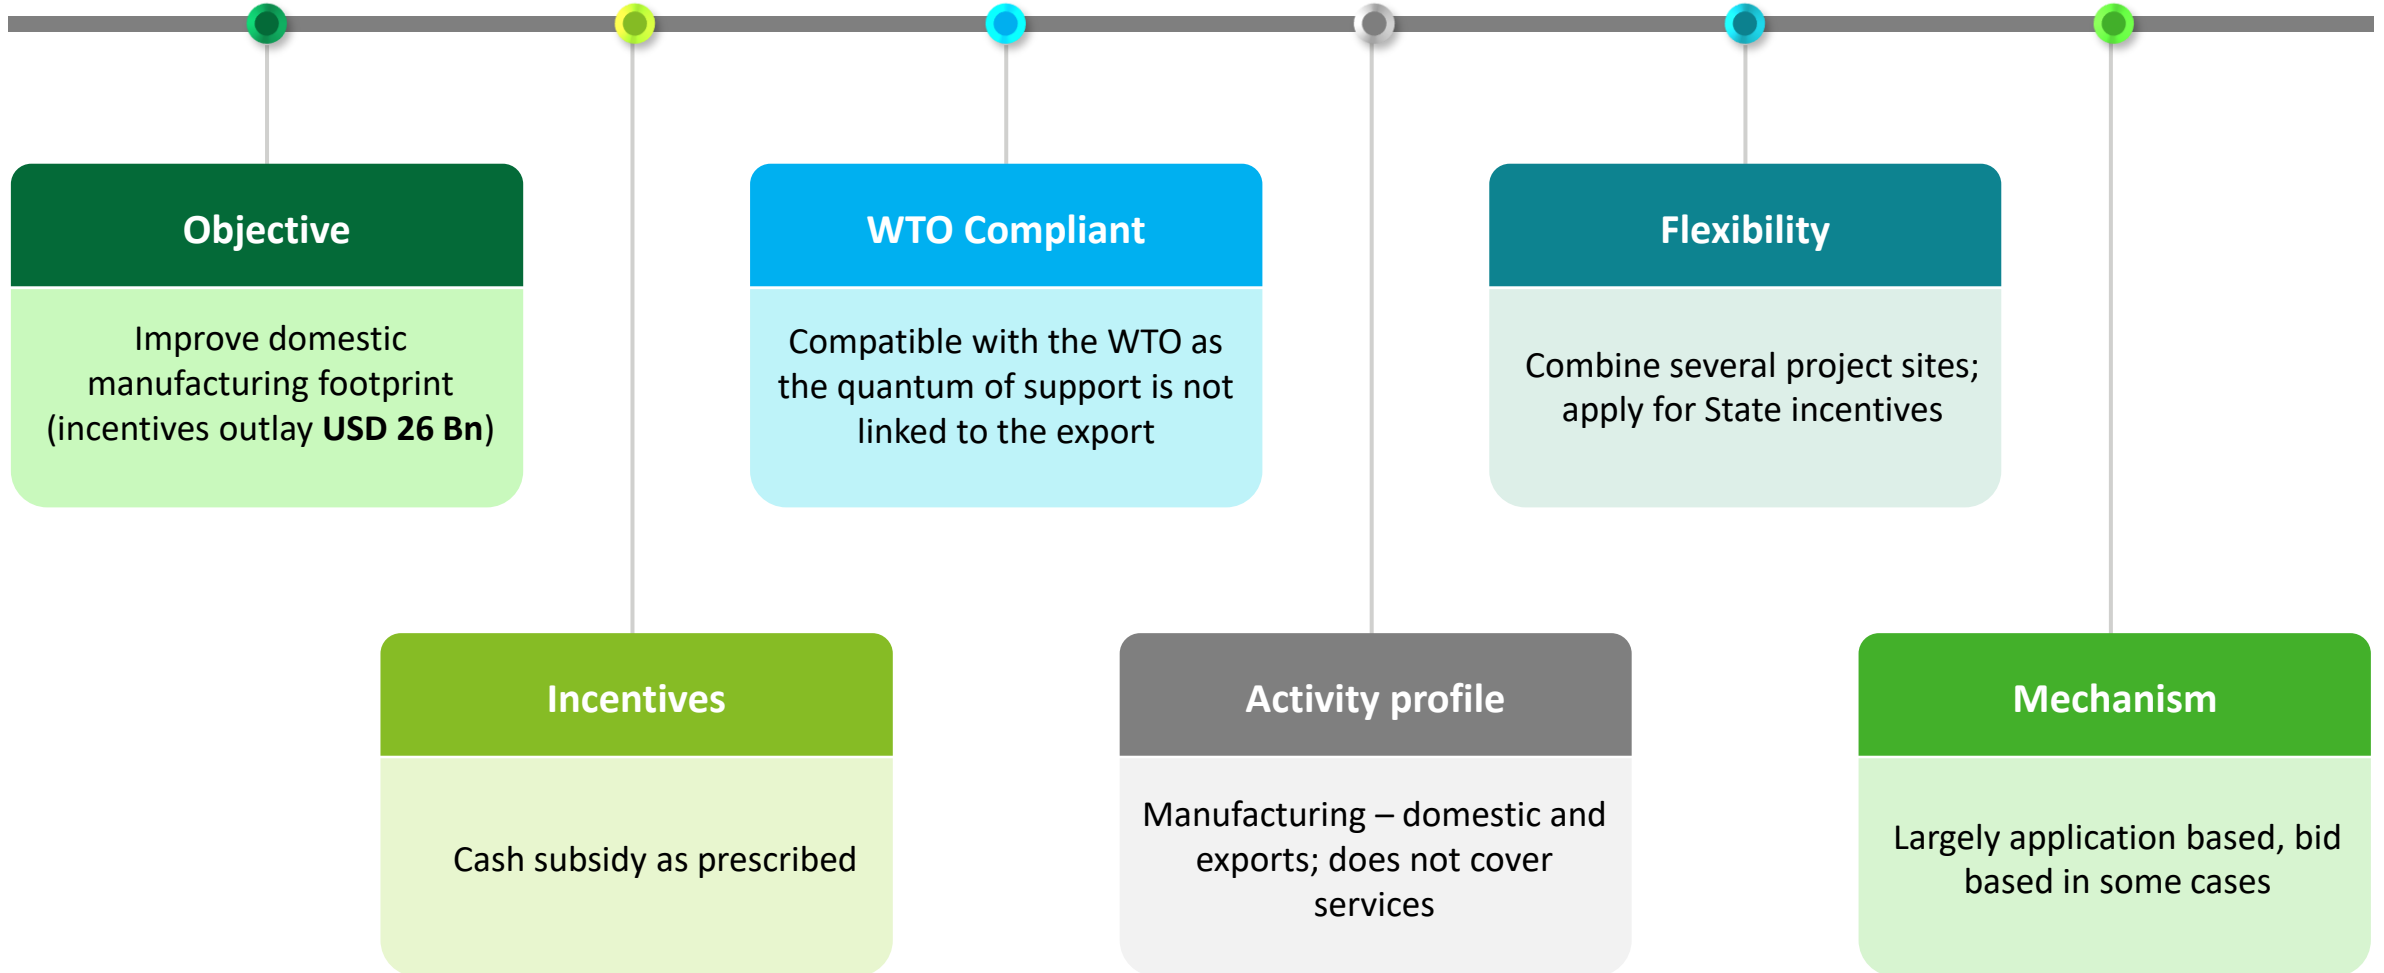 Objective
Improve domestic
manufacturing footprint
(incentives outlay USD 26 Bn)
Incentives
Cash subsidy as prescribed
WTO Compliant
Compatible with the WTO as
the quantum of support is not
linked to the export
Activity profile
Manufacturing – domestic and
exports; does not cover
services
Flexibility
Combine several project sites;
apply for State incentives
Mechanism
Largely application based, bid
based in some cases